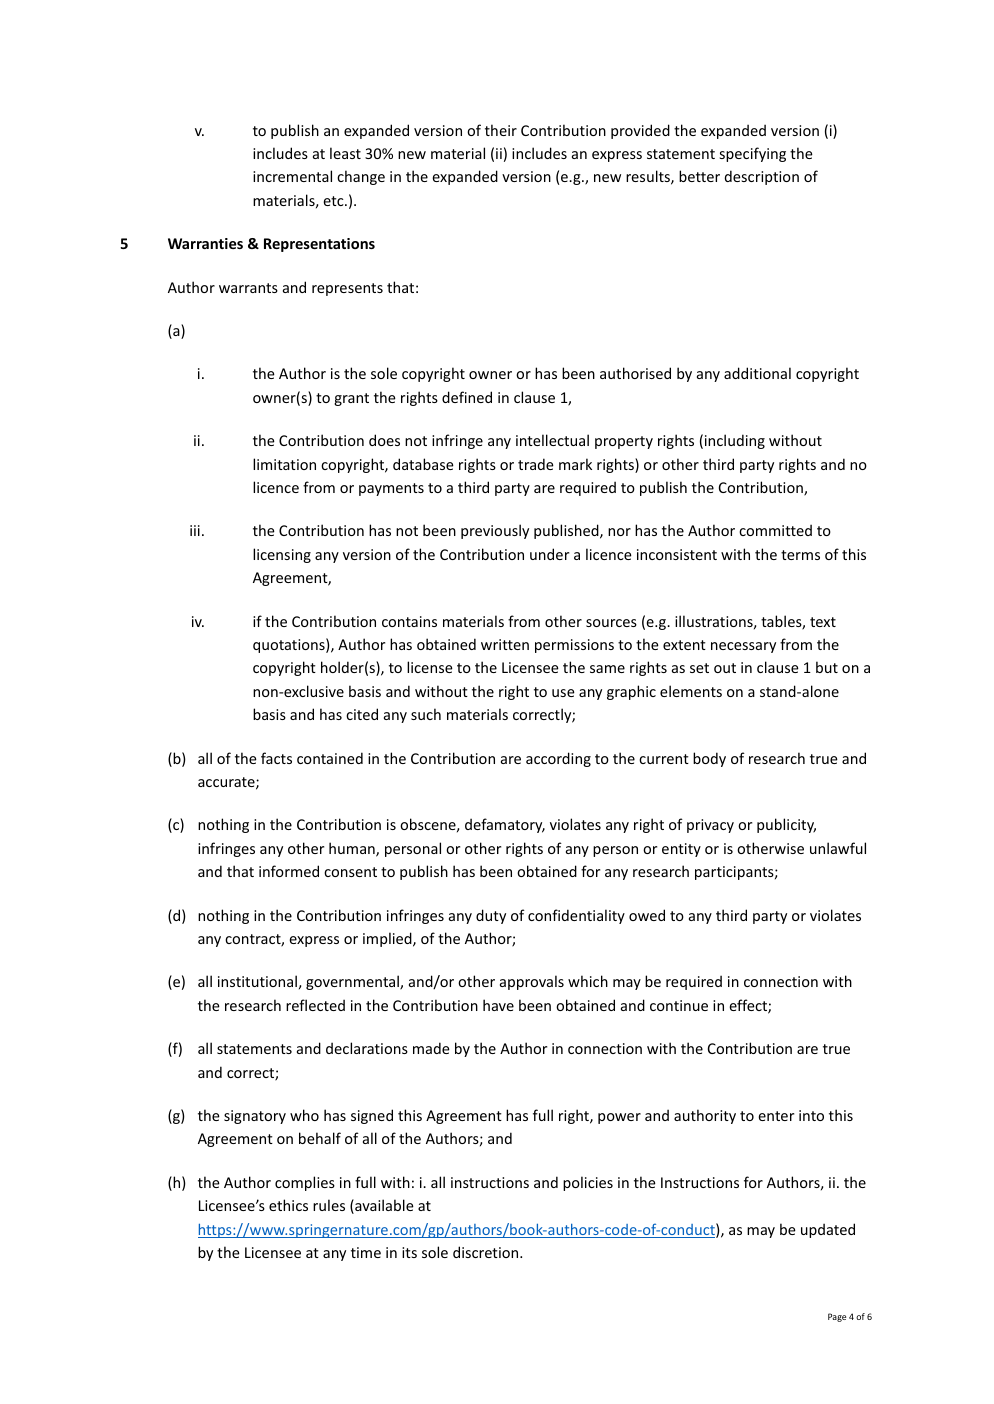 v. to publish an expanded version of their Contribution provided the expanded version (i)
includes at least 30% new material (ii) includes an express statement specifying the
incremental change in the expanded version (e.g., new results, better description of
materials, etc.).
5 Warranties & Representations
Author warrants and represents that:
(a)
i. the Author is the sole copyright owner or has been authorised by any additional copyright
owner(s) to grant the rights defined in clause 1,
ii. the Contribution does not infringe any intellectual property rights (including without
limitation copyright, database rights or trade mark rights) or other third party rights and no
licence from or payments to a third party are required to publish the Contribution,
iii. the Contribution has not been previously published, nor has the Author committed to
licensing any version of the Contribution under a licence inconsistent with the terms of this
Agreement,
iv. if the Contribution contains materials from other sources (e.g. illustrations, tables, text
quotations), Author has obtained written permissions to the extent necessary from the
copyright holder(s), to license to the Licensee the same rights as set out in clause 1 but on a
non-exclusive basis and without the right to use any graphic elements on a stand-alone
basis and has cited any such materials correctly;
(b) all of the facts contained in the Contribution are according to the current body of research true and
accurate;
(c) nothing in the Contribution is obscene, defamatory, violates any right of privacy or publicity,
infringes any other human, personal or other rights of any person or entity or is otherwise unlawful
and that informed consent to publish has been obtained for any research participants;
(d) nothing in the Contribution infringes any duty of confidentiality owed to any third party or violates
any contract, express or implied, of the Author;
(e) all institutional, governmental, and/or other approvals which may be required in connection with
the research reflected in the Contribution have been obtained and continue in effect;
(f) all statements and declarations made by the Author in connection with the Contribution are true
and correct;
(g) the signatory who has signed this Agreement has full right, power and authority to enter into this
Agreement on behalf of all of the Authors; and
(h) the Author complies in full with: i. all instructions and policies in the Instructions for Authors, ii. the
Licensee’s ethics rules (available at
https://www.springernature.com/gp/authors/book-authors-code-of-conduct), as may be updated
by the Licensee at any time in its sole discretion.
Page 4 of 6